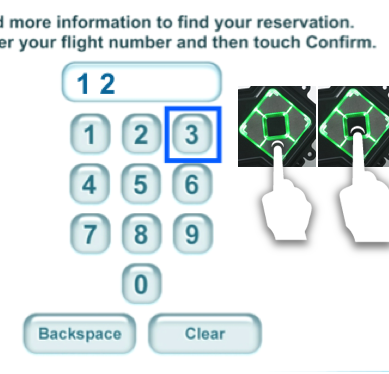 more information to find your reservation.
your flight number and then touch Confirm.
1 2
1 2 3
4 5 6
7 8 9
0
Backspace Clear